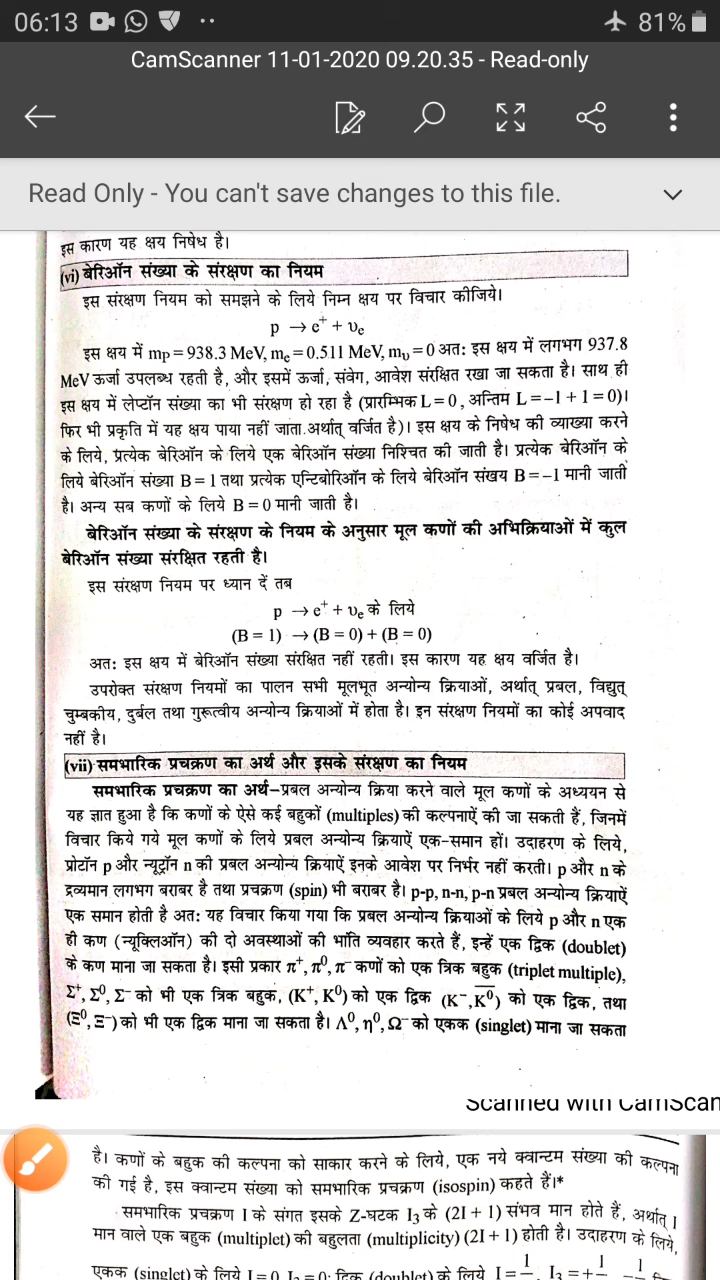 06:13
81%
CamScanner 11-01-2020 09.20.35 - Read-only
Read Only - You can't save changes to this file.
इस कारण यह क्षय निषेध है।
(vi) बेरिऑन संख्या के संरक्षण का नियम
इस संरक्षण नियम को समझने के लिये निम्न क्षय पर विचार कीजिये।
p → e⁺ + υₑ
इस क्षय में mp = 938.3 MeV, mₑ = 0.511 MeV, mᵤ = 0 अत: इस क्षय में लगभग 937.8
MeV ऊर्जा उपलब्ध रहती है, और इसमें ऊर्जा, संवेग, आवेश संरक्षित रखा जा सकता है। साथ ही
इस क्षय में लेप्टॉन संख्या का भी संरक्षण हो रहा है (प्रारम्भिक L = 0, अन्तिम L = –1 + 1 = 0)।
फिर भी प्रकृति में यह क्षय पाया नहीं जाता अर्थात् वर्जित है)। इस क्षय के निषेध की व्याख्या करने
के लिये, प्रत्येक बेरिऑन के लिये एक बेरिऑन संख्या निश्चित की जाती है। प्रत्येक बेरिऑन के
लिये बेरिऑन संख्या B = 1 तथा प्रत्येक एन्टिबोरिऑन के लिये बेरिऑन संखय B = –1 मानी जाती
है। अन्य सब कणों के लिये B = 0 मानी जाती है।
बेरिऑन संख्या के संरक्षण के नियम के अनुसार मूल कणों की अभिक्रियाओं में कुल
बेरिऑन संख्या संरक्षित रहती है।
इस संरक्षण नियम पर ध्यान दें तब
p → e⁺ + υₑ के लिये
(B = 1) → (B = 0) + (B = 0)
अत: इस क्षय में बेरिऑन संख्या संरक्षित नहीं रहती। इस कारण यह क्षय वर्जित है।
उपरोक्त संरक्षण नियमों का पालन सभी मूलभूत अन्योन्य क्रियाओं, अर्थात् प्रबल, विद्युत्
चुम्बकीय, दुर्बल तथा गुरूत्वीय अन्योन्य क्रियाओं में होता है। इन संरक्षण नियमों का कोई अपवाद
नहीं है।
(vii) समभारिक प्रचक्रण का अर्थ और इसके संरक्षण का नियम
समभारिक प्रचक्रण का अर्थ–प्रबल अन्योन्य क्रिया करने वाले मूल कणों के अध्ययन से
यह ज्ञात हुआ है कि कणों के ऐसे कई बहुकों (multiples) की कल्पनाऐं की जा सकती हैं, जिनमें
विचार किये गये मूल कणों के लिये प्रबल अन्योन्य क्रियाऐं एक-समान हों। उदाहरण के लिये,
प्रोटॉन p और न्यूट्रॉन n की प्रबल अन्योन्य क्रियाऐं इनके आवेश पर निर्भर नहीं करती। p और n के
द्रव्यमान लगभग बराबर है तथा प्रचक्रण (spin) भी बराबर है। p-p, n-n, p-n प्रबल अन्योन्य क्रियाऐं
एक समान होती है अत: यह विचार किया गया कि प्रबल अन्योन्य क्रियाओं के लिये p और n एक
ही कण (न्यूक्लिऑन) की दो अवस्थाओं की भाँति व्यवहार करते हैं, इन्हें एक द्विक (doublet)
के कण माना जा सकता है। इसी प्रकार π⁺, π⁰, π⁻ कणों को एक त्रिक बहुक (triplet multiple),
Σ⁺, Σ⁰, Σ⁻ को भी एक त्रिक बहुक, (K⁺, K⁰) को एक द्विक (K⁻, K̅⁰) को एक द्विक, तथा
(Ξ⁰, Ξ⁻) को भी एक द्विक माना जा सकता है। Λ⁰, η⁰, Ω⁻ को एकक (singlet) माना जा सकता
Scanned with CamScan
है। कणों के बहुक की कल्पना को साकार करने के लिये, एक नये क्वान्टम संख्या की कल्पना
की गई है, इस क्वान्टम संख्या को समभारिक प्रचक्रण (isospin) कहते हैं।*
समभारिक प्रचक्रण I के संगत इसके Z-घटक I₃ के (2I + 1) संभव मान होते हैं, अर्थात् I
मान वाले एक बहुक (multiplet) की बहुलता (multiplicity) (2I + 1) होती है। उदाहरण के लिये,
एकक (singlet) के लिये I = 0, I₃ = 0; द्विक (doublet) के लिये I = 1